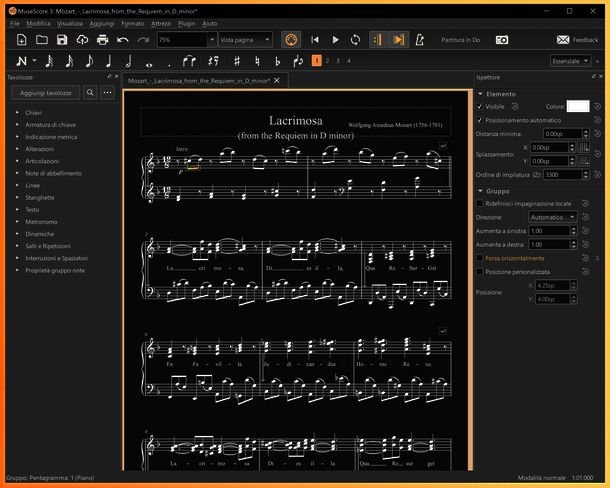 MuseScore 3: Mozart_-_Lacrimosa_from_the_Requiem_in_D_minor*
File Modifica Visualizza Aggiungi Formato Attrezzi Plugin Aiuto
75% Vista pagina Partitura in Do Feedback
N 1 2 3 4 Essenziale
Tavolozze
Aggiungi tavolozze
Chiavi
Armatura di chiave
Indicazione metrica
Alterazioni
Articolazioni
Note di abbellimento
Linee
Stanghette
Testo
Metronomo
Dinamiche
Salti e Ripetizioni
Interruzioni e Spaziatori
Proprietà gruppo note
Mozart_-_Lacrimosa_from_the_Requiem_in_D_minor*
Lacrimosa
Wolfgang Amadeus Mozart (1756-1791)
(from the Requiem in D minor)
Intro
12 8
p
12 8
3
La cri - mo - sa, Di es il - la, Qua Re - Sur - Get
6
Ex Fa - vil - la Ju - di - can - dus Ho - mo Re - us.
La - cri - mo - sa Di - es il - la Qua Re - sur get
Ispettore
Elemento
Visibile Colore:
Posizionamento automatico
Distanza minima: 0.00sp
Spiazzamento: X: 0.00sp
Y: 0.00sp
Ordine di impilatura (Z): 3300
Gruppo
Ridefinisci impaginazione locale
Direzione: Automatico
Aumenta a sinistra: 1.00
Aumenta a destra: 1.00
Forza orizzontalmente S
Posizione personalizzata
Posizione: X: 4.25sp
Y: 4.00sp
Gruppo; Pentagramma: 1 (Piano) Modalità normale 1:01:000